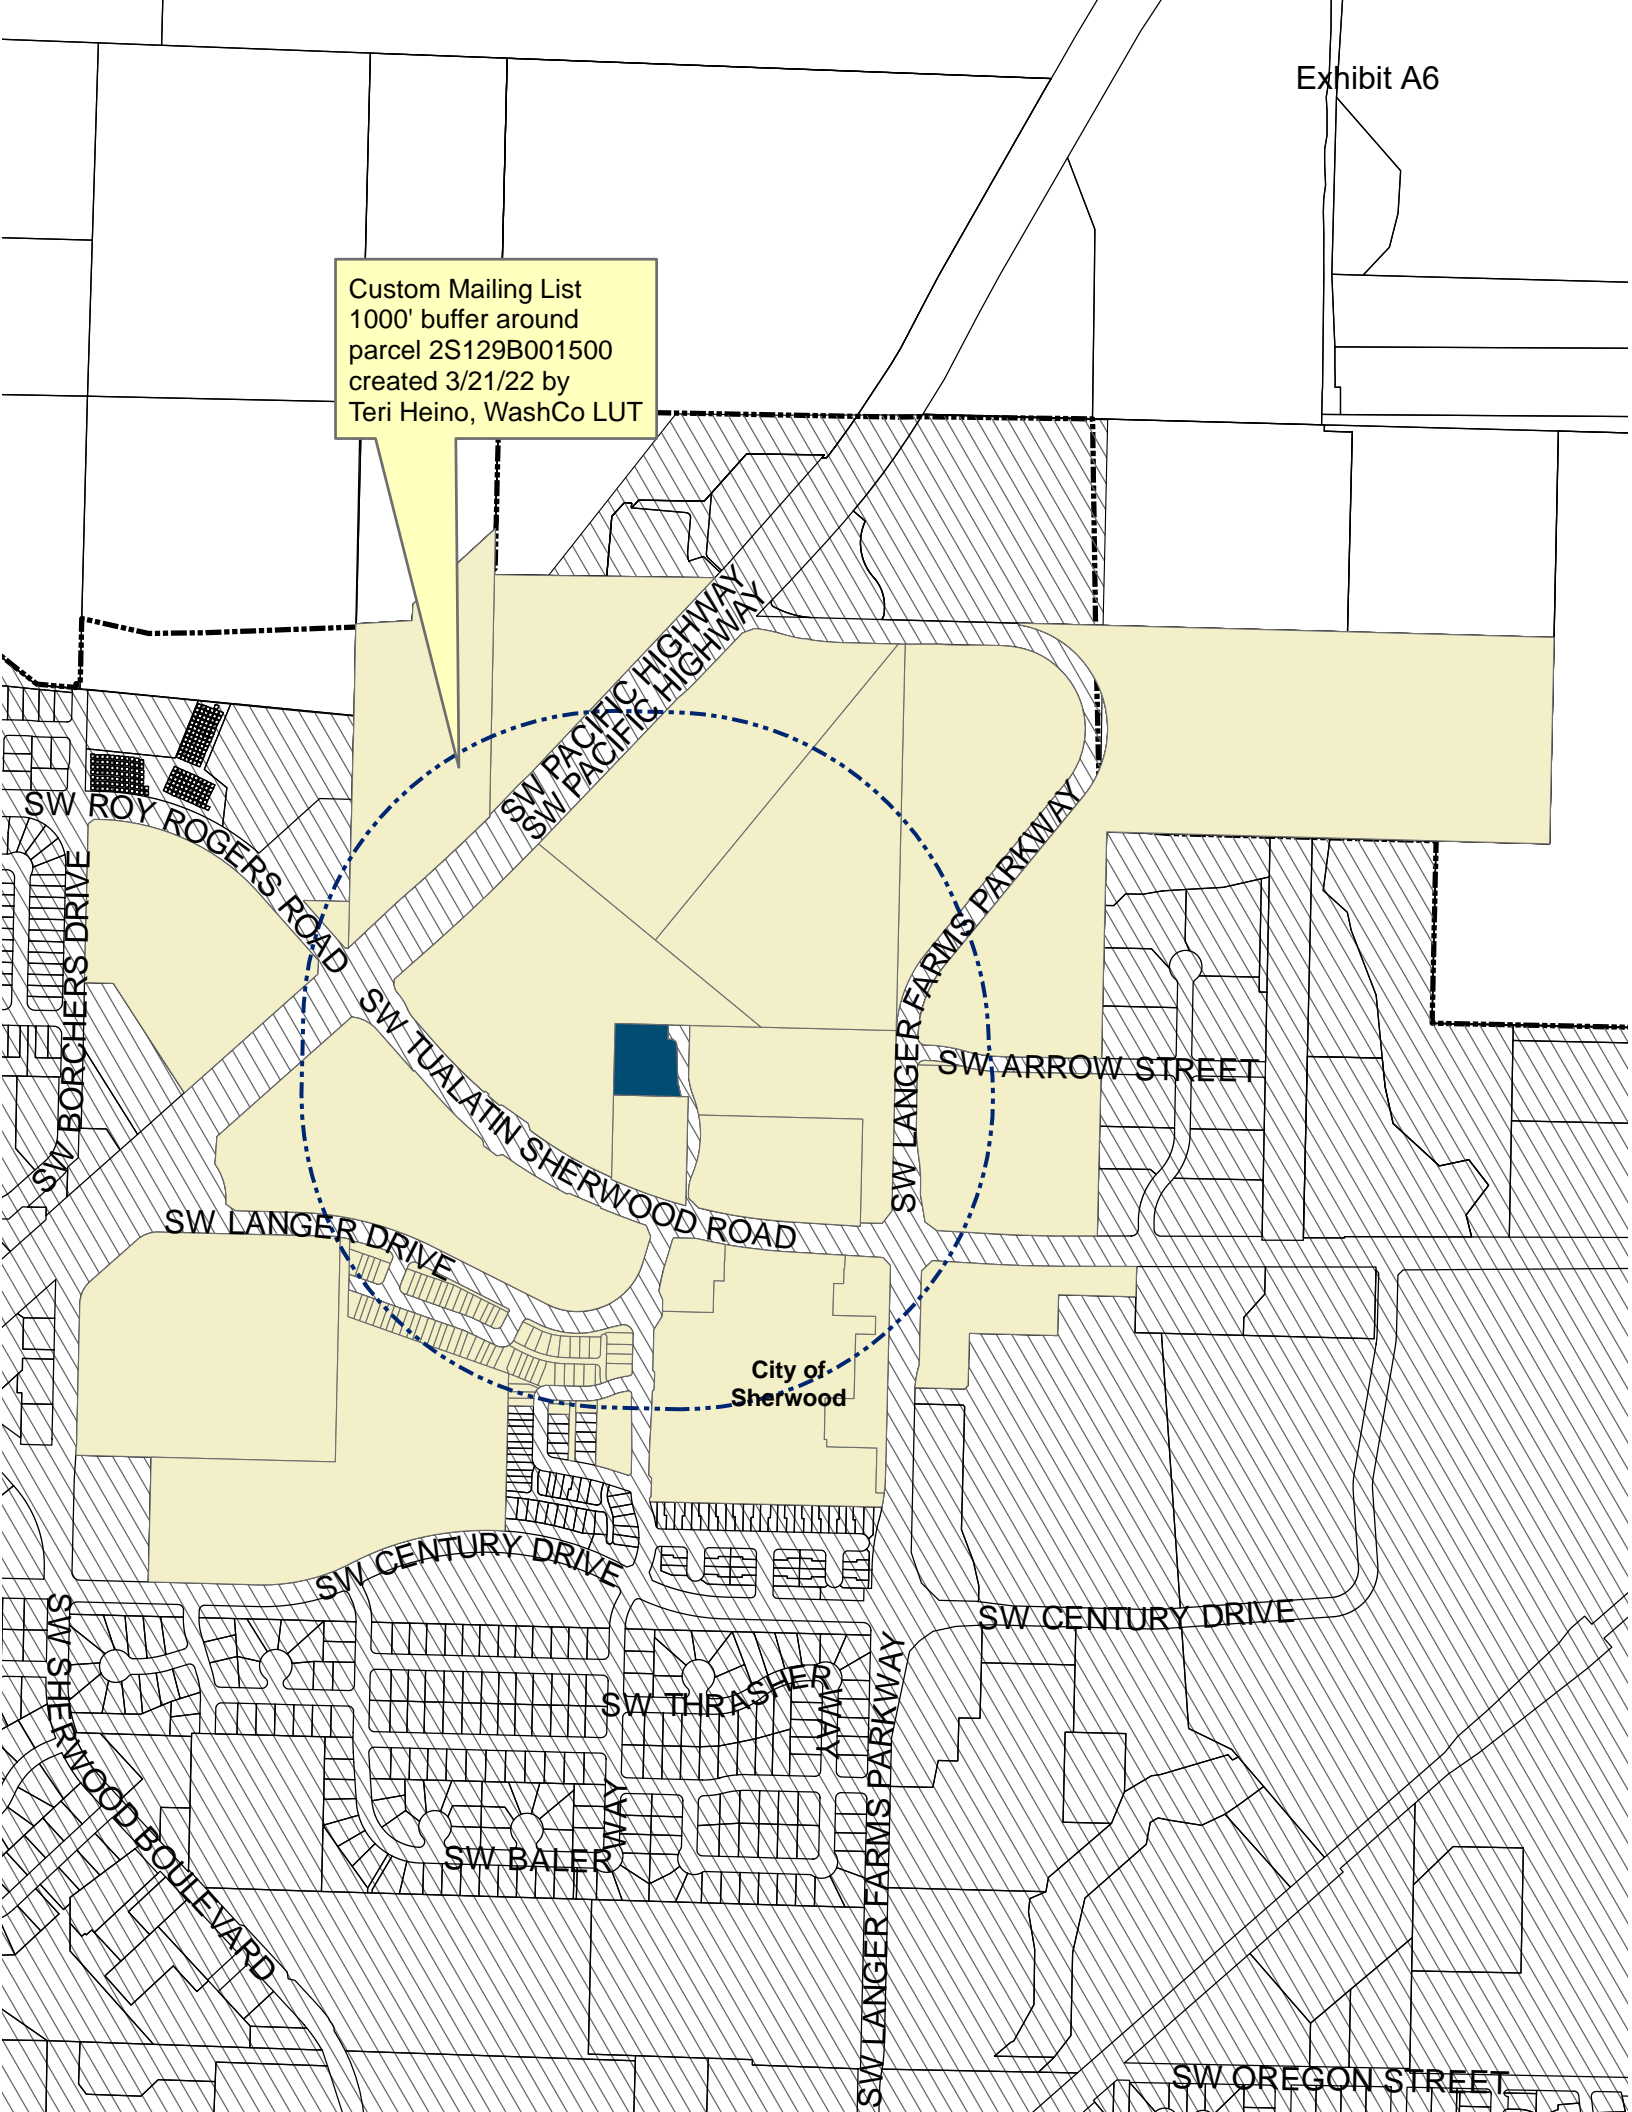 Exhibit A6
Custom Mailing List
1000' buffer around
parcel 2S129B001500
created 3/21/22 by
Teri Heino, WashCo LUT
SW PACIFIC HIGHWAY
SW PACIFIC HIGHWAY
SW ROY ROGERS ROAD
SW BORCHERS DRIVE
SW LANGER FARMS PARKWAY
SW TUALATIN SHERWOOD ROAD
SW ARROW STREET
SW LANGER DRIVE
City of
Sherwood
SW CENTURY DRIVE
SW CENTURY DRIVE
SW SHERWOOD BOULEVARD
SW THRASHER
WAY
SW BALER
WAY
SW LANGER FARMS PARKWAY
SW OREGON STREET